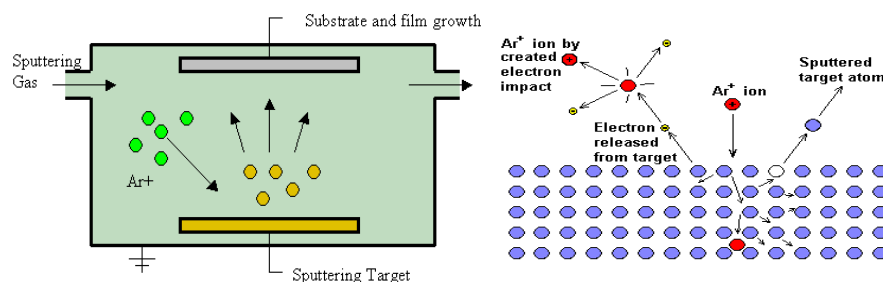 Substrate and film growth
Sputtering
Gas
Ar+
Sputtering Target
Ar+ ion by
created
electron
impact
Ar+ ion
Sputtered
target atom
Electron
released
from target